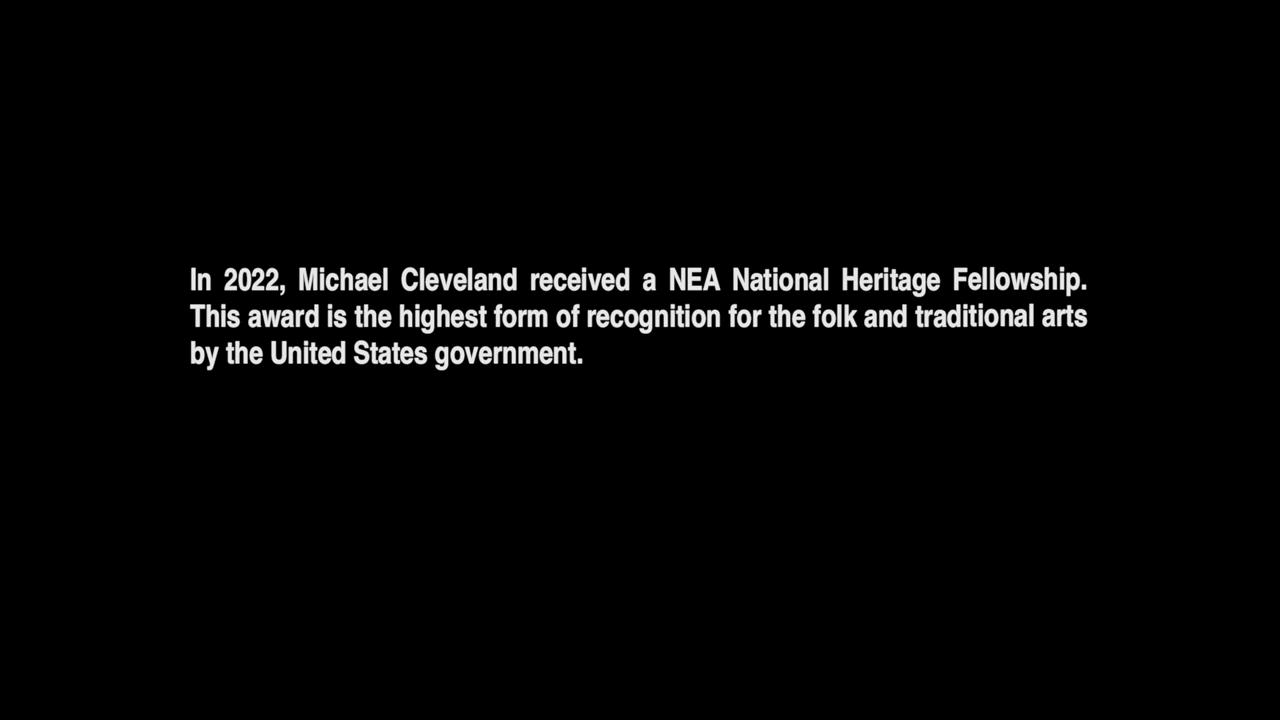 In 2022, Michael Cleveland received a NEA National Heritage Fellowship.
This award is the highest form of recognition for the folk and traditional arts
by the United States government.